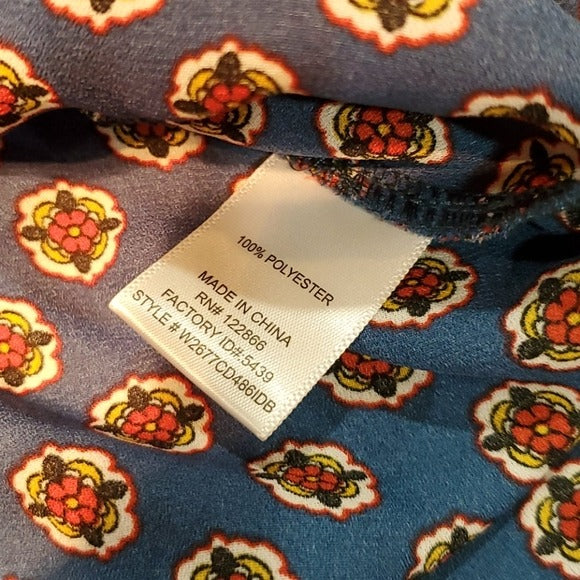 100% POLYESTER
MADE IN CHINA
RN# 122866
FACTORY ID#:5439
STYLE # W2677CD486IDB